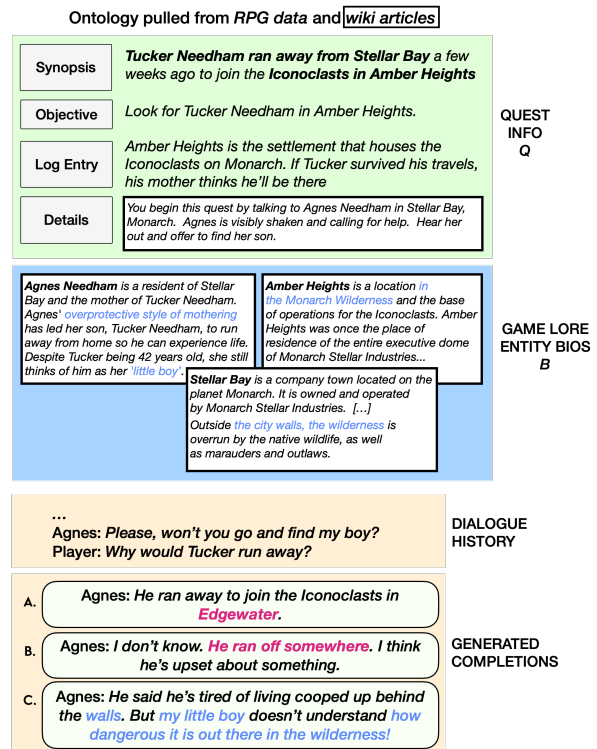 Ontology pulled from RPG data and wiki articles
Synopsis
Tucker Needham ran away from Stellar Bay a few
weeks ago to join the Iconoclasts in Amber Heights
Objective
Look for Tucker Needham in Amber Heights.
Log Entry
Amber Heights is the settlement that houses the
Iconoclasts on Monarch. If Tucker survived his travels,
his mother thinks he'll be there
Details
You begin this quest by talking to Agnes Needham in Stellar Bay,
Monarch. Agnes is visibly shaken and calling for help. Hear her
out and offer to find her son.
QUEST
INFO
Q
Agnes Needham is a resident of Stellar
Bay and the mother of Tucker Needham.
Agnes' overprotective style of mothering
has led her son, Tucker Needham, to run
away from home so he can experience life.
Despite Tucker being 42 years old, she still
thinks of him as her 'little boy'.
Amber Heights is a location in
the Monarch Wilderness and the base
of operations for the Iconoclasts. Amber
Heights was once the place of
residence of the entire executive dome
of Monarch Stellar Industries...
Stellar Bay is a company town located on the
planet Monarch. It is owned and operated
by Monarch Stellar Industries. [...]
Outside the city walls, the wilderness is
overrun by the native wildlife, as well
as marauders and outlaws.
GAME LORE
ENTITY BIOS
B
...
Agnes: Please, won't you go and find my boy?
Player: Why would Tucker run away?
DIALOGUE
HISTORY
A.
Agnes: He ran away to join the Iconoclasts in
Edgewater.
B.
Agnes: I don't know. He ran off somewhere. I think
he's upset about something.
C.
Agnes: He said he's tired of living cooped up behind
the walls. But my little boy doesn't understand how
dangerous it is out there in the wilderness!
GENERATED
COMPLETIONS